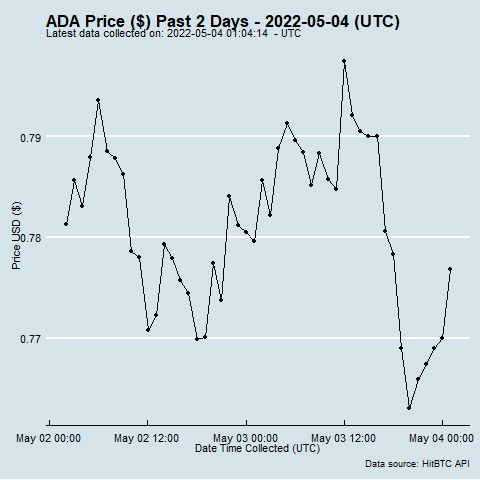 ADA Price ($) Past 2 Days - 2022-05-04 (UTC)
Latest data collected on: 2022-05-04 01:04:14 - UTC
0.79
0.78
0.77
Price USD ($)
May 02 00:00 May 02 12:00 May 03 00:00 May 03 12:00 May 04 00:00
Date Time Collected (UTC)
Data source: HitBTC API